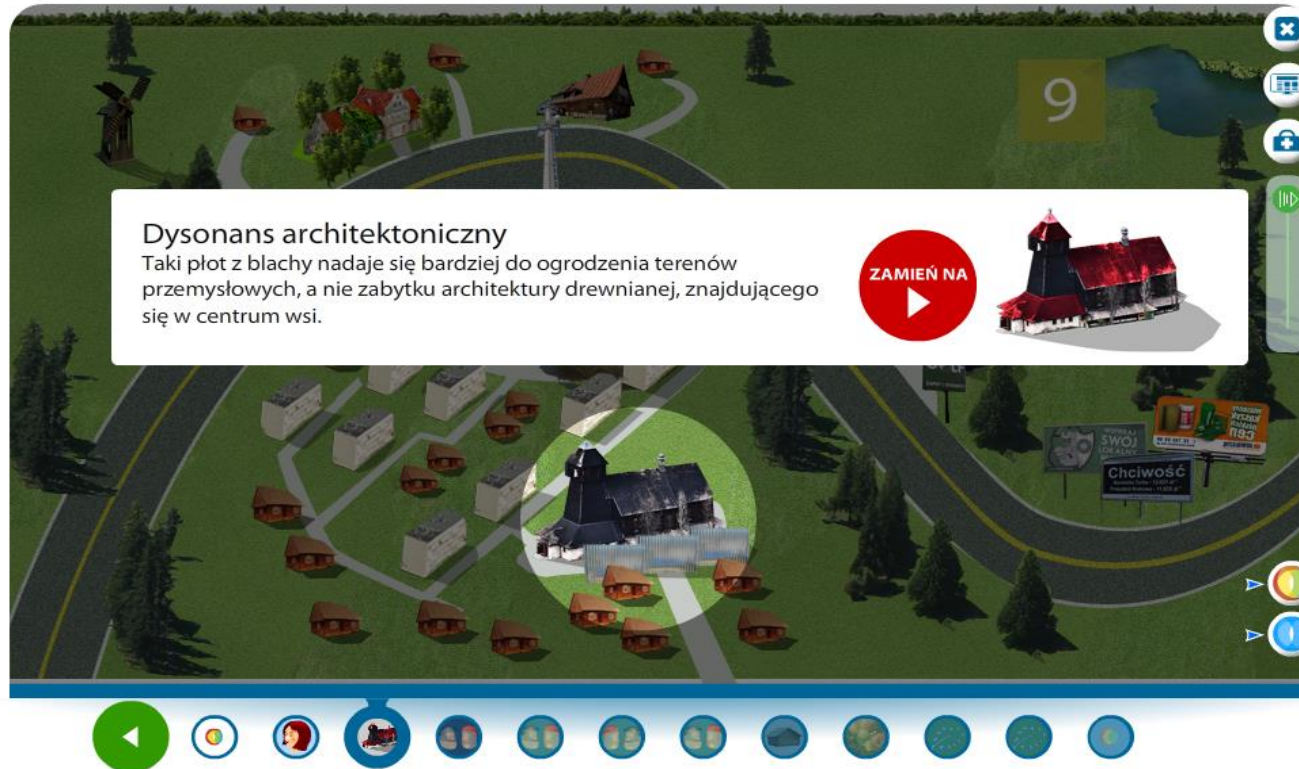 9
Dysonans architektoniczny
Taki płot z blachy nadaje się bardziej do ogrodzenia terenów
przemysłowych, a nie zabytku architektury drewnianej, znajdującego
się w centrum wsi.
ZAMIEŃ NA
SWÓJ
Chciwość